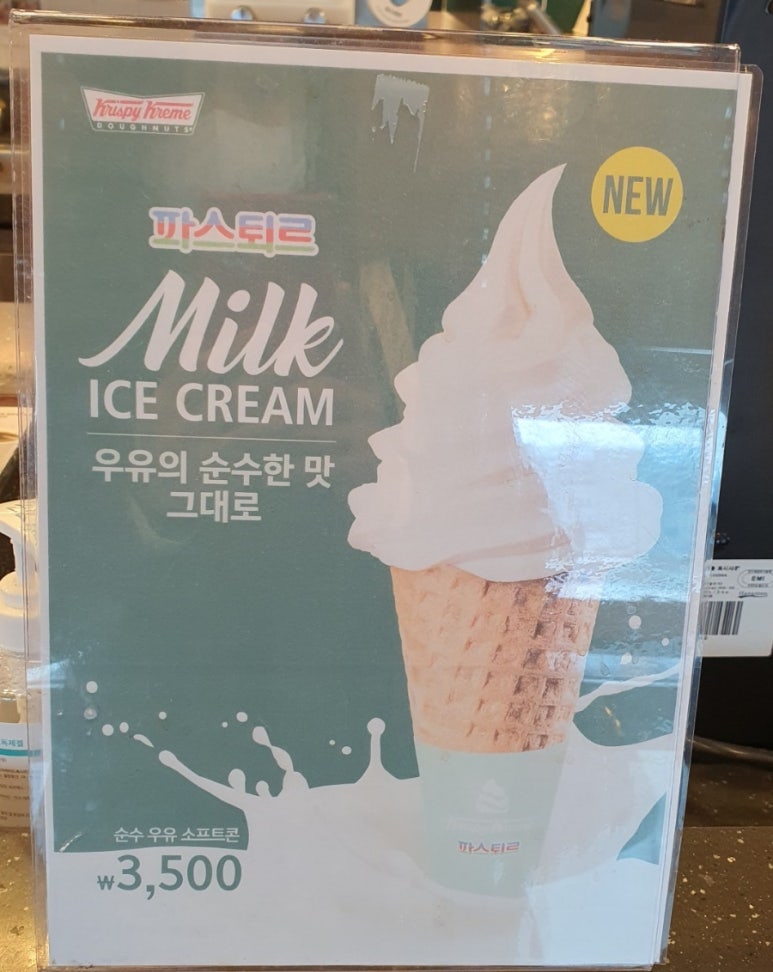 Krispy Kreme
DOUGHNUTS
NEW
파스퇴르
Milk
ICE CREAM
우유의 순수한 맛
그대로
순수 우유 소프트콘
₩3,500
파스퇴르
EMI